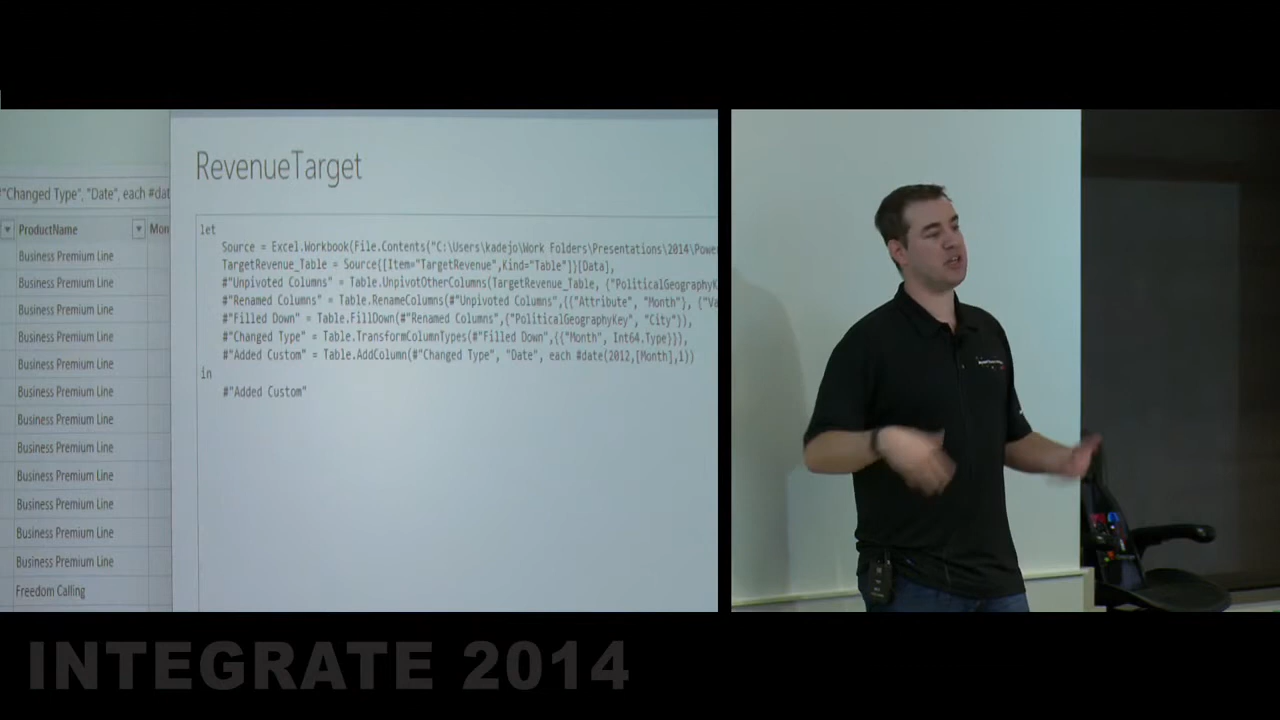 #"Changed Type", "Date", each #dat
ProductName
Mon
Business Premium Line
Business Premium Line
Business Premium Line
Business Premium Line
Business Premium Line
Business Premium Line
Business Premium Line
Business Premium Line
Business Premium Line
Business Premium Line
Business Premium Line
Business Premium Line
Freedom Calling
RevenueTarget
let
Source = Excel.Workbook(File.Contents("C:\Users\kadejo\Work Folders\Presentations\2014\Powe
TargetRevenue_Table = Source{[Item="TargetRevenue",Kind="Table"]}[Data],
#"Unpivoted Columns" = Table.UnpivotOtherColumns(TargetRevenue_Table, {"PoliticalGeographyK
#"Renamed Columns" = Table.RenameColumns(#"Unpivoted Columns",{{"Attribute", "Month"}, {"Va
#"Filled Down" = Table.FillDown(#"Renamed Columns",{"PoliticalGeographyKey", "City"}),
#"Changed Type" = Table.TransformColumnTypes(#"Filled Down",{{"Month", Int64.Type}}),
#"Added Custom" = Table.AddColumn(#"Changed Type", "Date", each #date(2012,[Month],1))
in
#"Added Custom"
INTEGRATE 2014